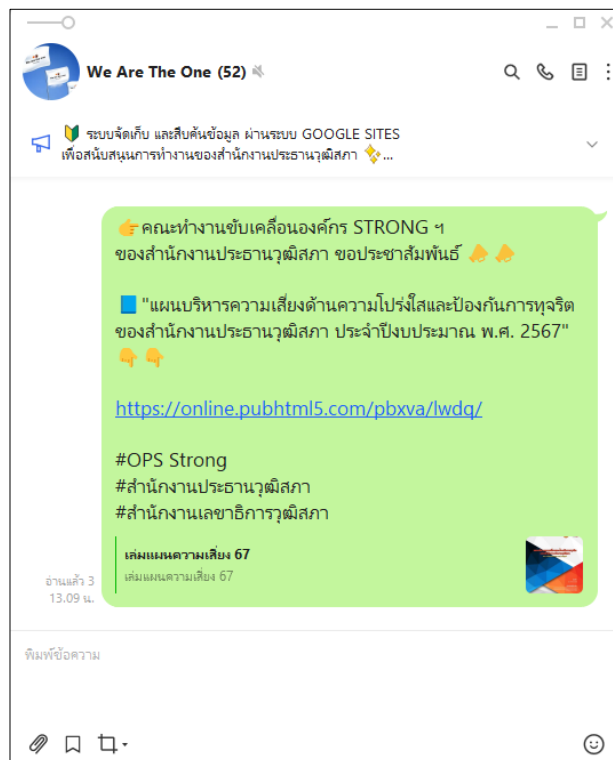 We Are The One (52)
🔰 ระบบจัดเก็บ และสืบค้นข้อมูล ผ่านระบบ GOOGLE SITES
เพื่อสนับสนุนการทำงานของสำนักงานประธานวุฒิสภา ✨...
👉คณะทำงานขับเคลื่อนองค์กร STRONG ฯ
ของสำนักงานประธานวุฒิสภา ขอประชาสัมพันธ์ 📣 📣
📘 "แผนบริหารความเสี่ยงด้านความโปร่งใสและป้องกันการทุจริต
ของสำนักงานประธานวุฒิสภา ประจำปีงบประมาณ พ.ศ. 2567"
👇 👇
https://online.pubhtml5.com/pbxva/lwdq/
#OPS Strong
#สำนักงานประธานวุฒิสภา
#สำนักงานเลขาธิการวุฒิสภา
เล่มแผนความเสี่ยง 67
เล่มแผนความเสี่ยง 67
อ่านแล้ว 3
13.09 น.
พิมพ์ข้อความ